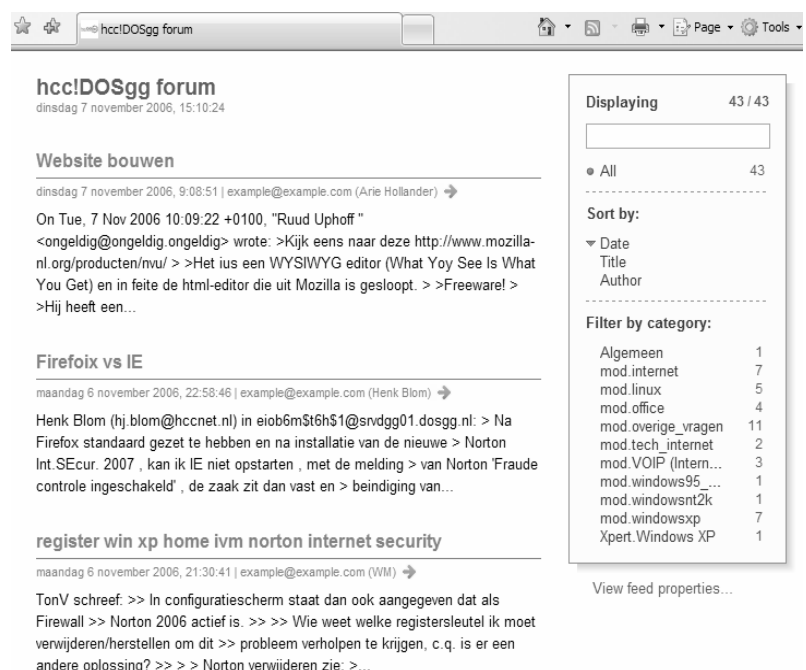 hcc!DOSgg forum
Page
Tools
hcc!DOSgg forum
dinsdag 7 november 2006, 15:10:24
Website bouwen
dinsdag 7 november 2006, 9:08:51 | example@example.com (Arie Hollander)
On Tue, 7 Nov 2006 10:09:22 +0100, "Ruud Uphoff "
<ongeldig@ongeldig.ongeldig> wrote: >Kijk eens naar deze http://www.mozilla-
nl.org/producten/nvu/ > >Het ius een WYSIWYG editor (What Yoy See Is What
You Get) en in feite de html-editor die uit Mozilla is gesloopt. > >Freeware! >
>Hij heeft een...
Firefoix vs IE
maandag 6 november 2006, 22:58:46 | example@example.com (Henk Blom)
Henk Blom (hj.blom@hccnet.nl) in eiob6m$t6h$1@srvdgg01.dosgg.nl: > Na
Firefox standaard gezet te hebben en na installatie van de nieuwe > Norton
Int.SEcur. 2007 , kan ik IE niet opstarten , met de melding > van Norton 'Fraude
controle ingeschakeld' , de zaak zit dan vast en > beindiging van...
register win xp home ivm norton internet security
maandag 6 november 2006, 21:30:41 | example@example.com (WM)
TonV schreef: >> In configuratiescherm staat dan ook aangegeven dat als
Firewall >> Norton 2006 actief is. >> >> Wie weet welke registersleutel ik moet
verwijderen/herstellen om dit >> probleem verholpen te krijgen, c.q. is er een
andere oplossing? >> > > Norton verwijderen zie: >...
Displaying 43 / 43
All 43
Sort by:
Date
Title
Author
Filter by category:
Algemeen 1
mod.internet 7
mod.linux 5
mod.office 4
mod.overige_vragen 11
mod.tech_internet 2
mod.VOIP (Intern... 3
mod.windows95_... 1
mod.windowsnt2k 1
mod.windowsxp 7
Xpert.Windows XP 1
View feed properties...